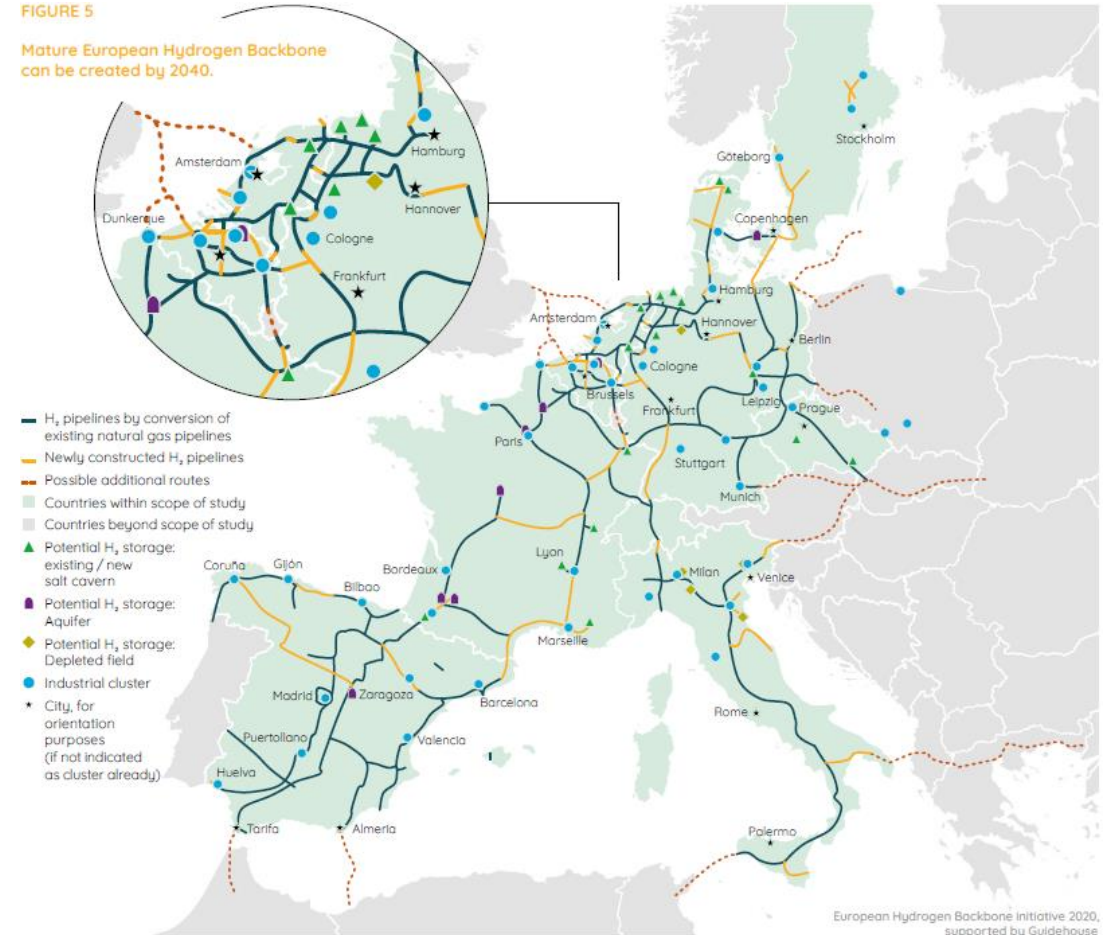 FIGURE 5
Mature European Hydrogen Backbone
can be created by 2040.
Amsterdam
Hamburg
Hannover
Dunkerque
Cologne
Frankfurt
Stockholm
Göteborg
Copenhagen
Hamburg
Amsterdam
Hannover
Berlin
Cologne
Brussels
Leipzig
Frankfurt
Prague
Paris
Stuttgart
Munich
H₂ pipelines by conversion of
existing natural gas pipelines
Newly constructed H₂ pipelines
Possible additional routes
Countries within scope of study
Countries beyond scope of study
Potential H₂ storage:
existing / new
salt cavern
Potential H₂ storage:
Aquifer
Potential H₂ storage:
Depleted field
Industrial cluster
City, for
orientation
purposes
(if not indicated
as cluster already)
Lyon
Coruña
Gijón
Bordeaux
Milan
Venice
Bilbao
Marseille
Madrid
Zaragoza
Barcelona
Rome
Puertollano
Valencia
Huelva
Tarifa
Almería
Palermo
European Hydrogen Backbone initiative 2020,
supported by Guidehouse